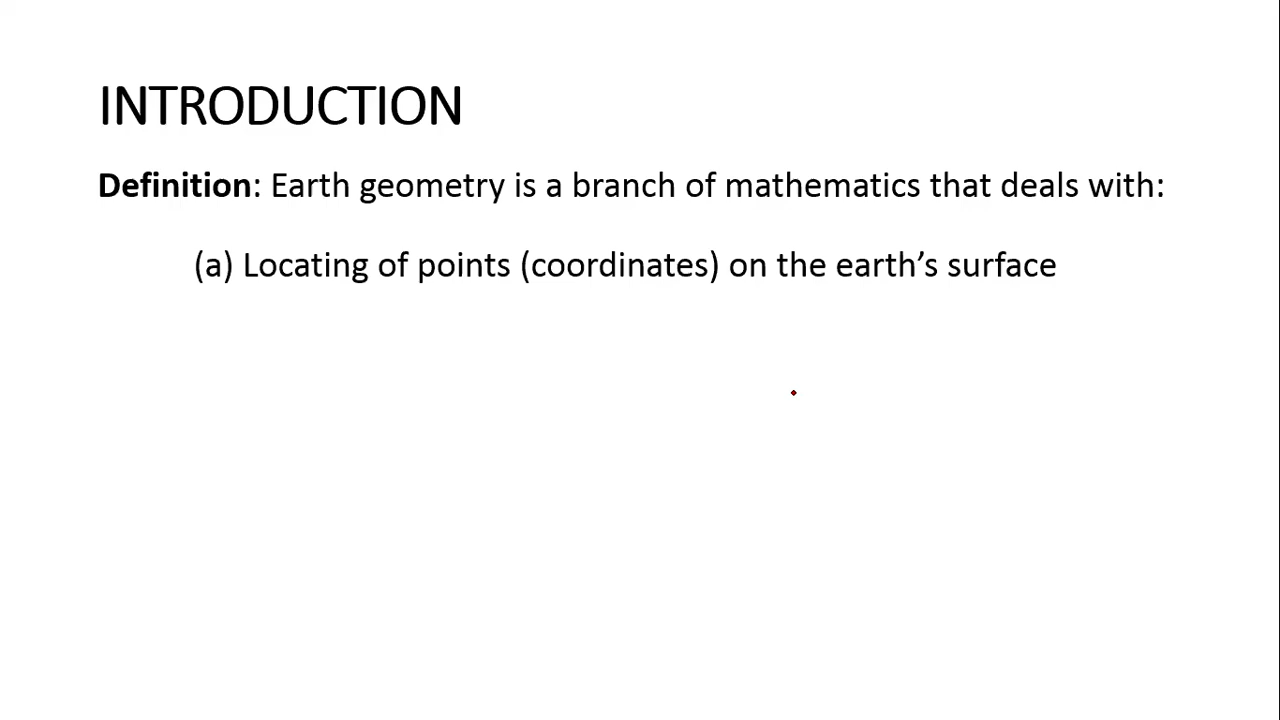 INTRODUCTION
Definition: Earth geometry is a branch of mathematics that deals with:
(a) Locating of points (coordinates) on the earth’s surface